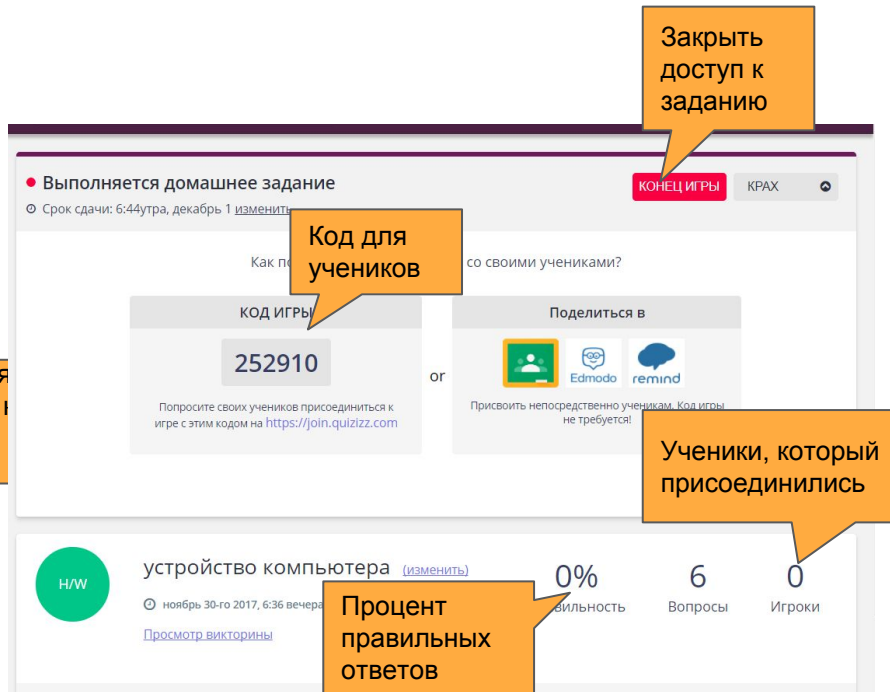 Закрыть
доступ к
заданию
Выполняется домашнее задание
КОНЕЦ ИГРЫ
КРАХ
Срок сдачи: 6:44утра, декабрь 1 изменить
Код для
учеников
Как
со своими учениками?
КОД ИГРЫ
252910
Попросите своих учеников присоединиться к
игре с этим кодом на https://join.quizizz.com
or
Поделиться в
Edmodo
remind
Присвоить непосредственно ученикам. Код игры
не требуется!
Ученики, который
присоединились
H/W
устройство компьютера (изменить)
ноябрь 30-го 2017, 6:36 вечера
Просмотр викторины
Процент
правильных
ответов
0%
6
Вопросы
0
Игроки